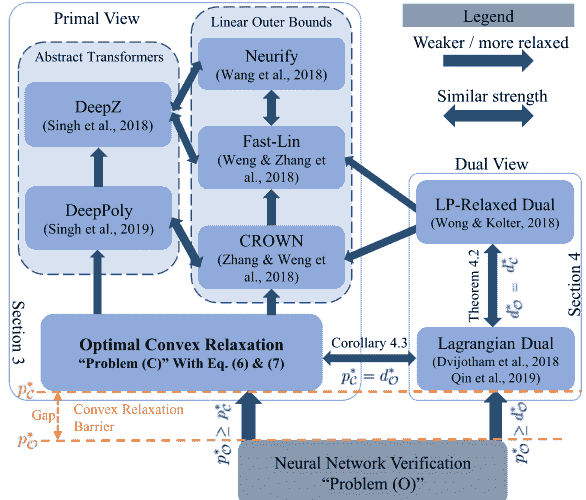 Primal View
Linear Outer Bounds
Legend
Weaker / more relaxed
Similar strength
Abstract Transformers
Neurify
(Wang et al., 2018)
DeepZ
(Singh et al., 2018)
Fast-Lin
(Weng & Zhang et
al., 2018)
Dual View
DeepPoly
(Singh et al., 2019)
LP-Relaxed Dual
(Wong & Kolter, 2018)
CROWN
(Zhang & Weng et
al., 2018)
Theorem 4.2
d*_O = d*_C
Section 4
Section 3
Optimal Convex Relaxation
"Problem (C)" With Eq. (6) & (7)
Corollary 4.3
p*_C = d*_O
Lagrangian Dual
(Dvijotham et al., 2018
Qin et al., 2019)
p*_C
Gap
Convex Relaxation
Barrier
p*_O
p*_O ≥ p*_C
p*_O ≥ d*_O
Neural Network Verification
"Problem (O)"